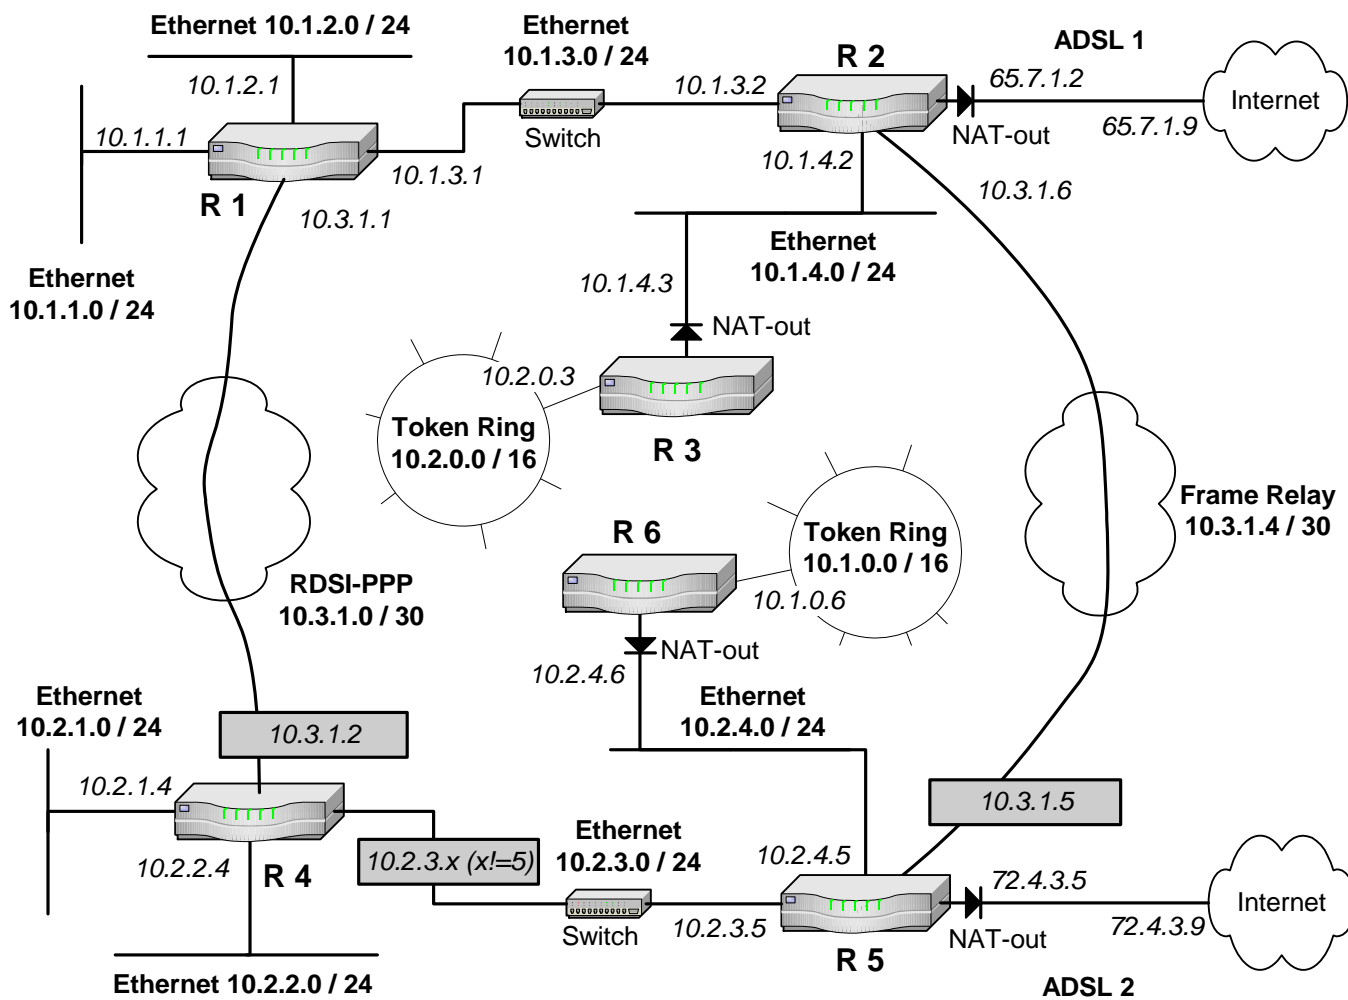 Ethernet 10.1.2.0 / 24
Ethernet
10.1.3.0 / 24
R 2
ADSL 1
10.1.2.1
10.1.3.2
65.7.1.2
Internet
10.1.1.1
Switch
NAT-out
65.7.1.9
10.1.3.1
10.1.4.2
R 1
10.3.1.1
10.3.1.6
Ethernet
10.1.1.0 / 24
Ethernet
10.1.4.0 / 24
10.1.4.3
NAT-out
10.2.0.3
Token Ring
10.2.0.0 / 16
R 3
Frame Relay
10.3.1.4 / 30
R 6
Token Ring
10.1.0.0 / 16
RDSI-PPP
10.3.1.0 / 30
10.1.0.6
NAT-out
10.2.4.6
Ethernet
10.2.1.0 / 24
Ethernet
10.2.4.0 / 24
10.3.1.2
10.2.1.4
10.3.1.5
Ethernet
10.2.3.0 / 24
10.2.3.x (x!=5)
10.2.2.4
R 4
10.2.4.5
72.4.3.5
Internet
Switch
10.2.3.5
R 5
NAT-out
72.4.3.9
Ethernet 10.2.2.0 / 24
ADSL 2